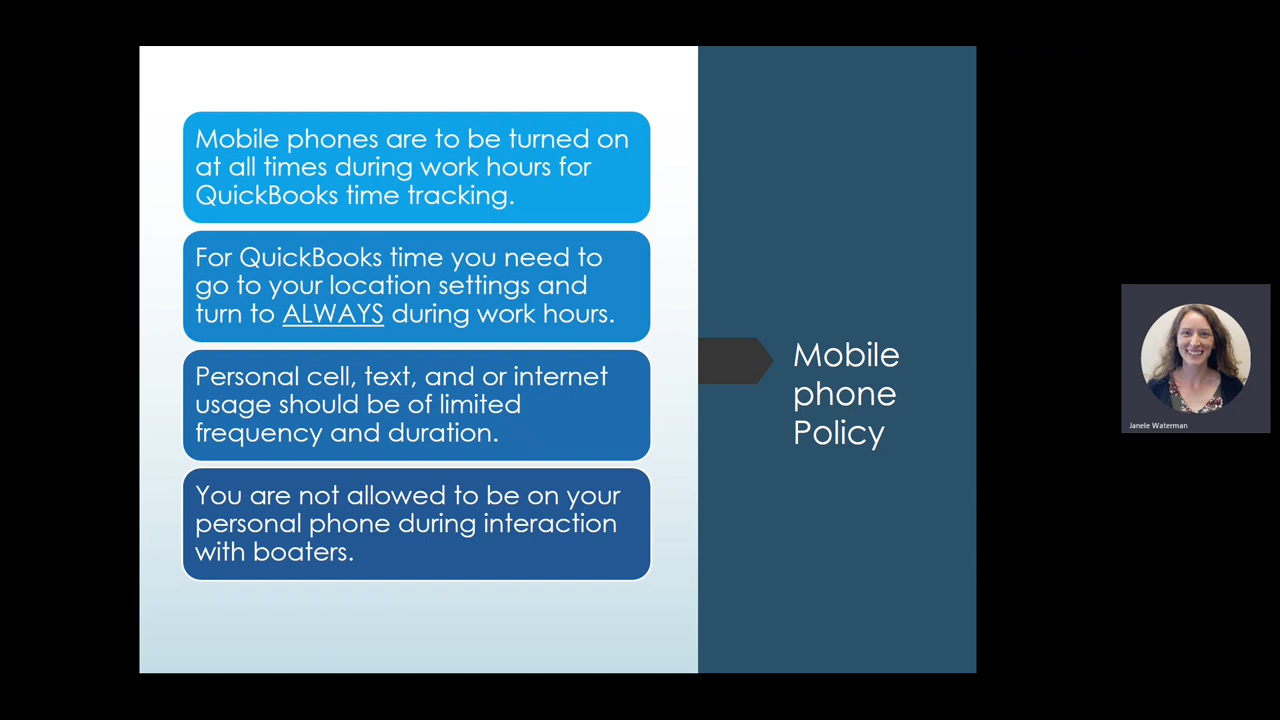 Mobile phones are to be turned on
at all times during work hours for
QuickBooks time tracking.
For QuickBooks time you need to
go to your location settings and
turn to ALWAYS during work hours.
Personal cell, text, and or internet
usage should be of limited
frequency and duration.
You are not allowed to be on your
personal phone during interaction
with boaters.
Mobile
phone
Policy
Janele Waterman